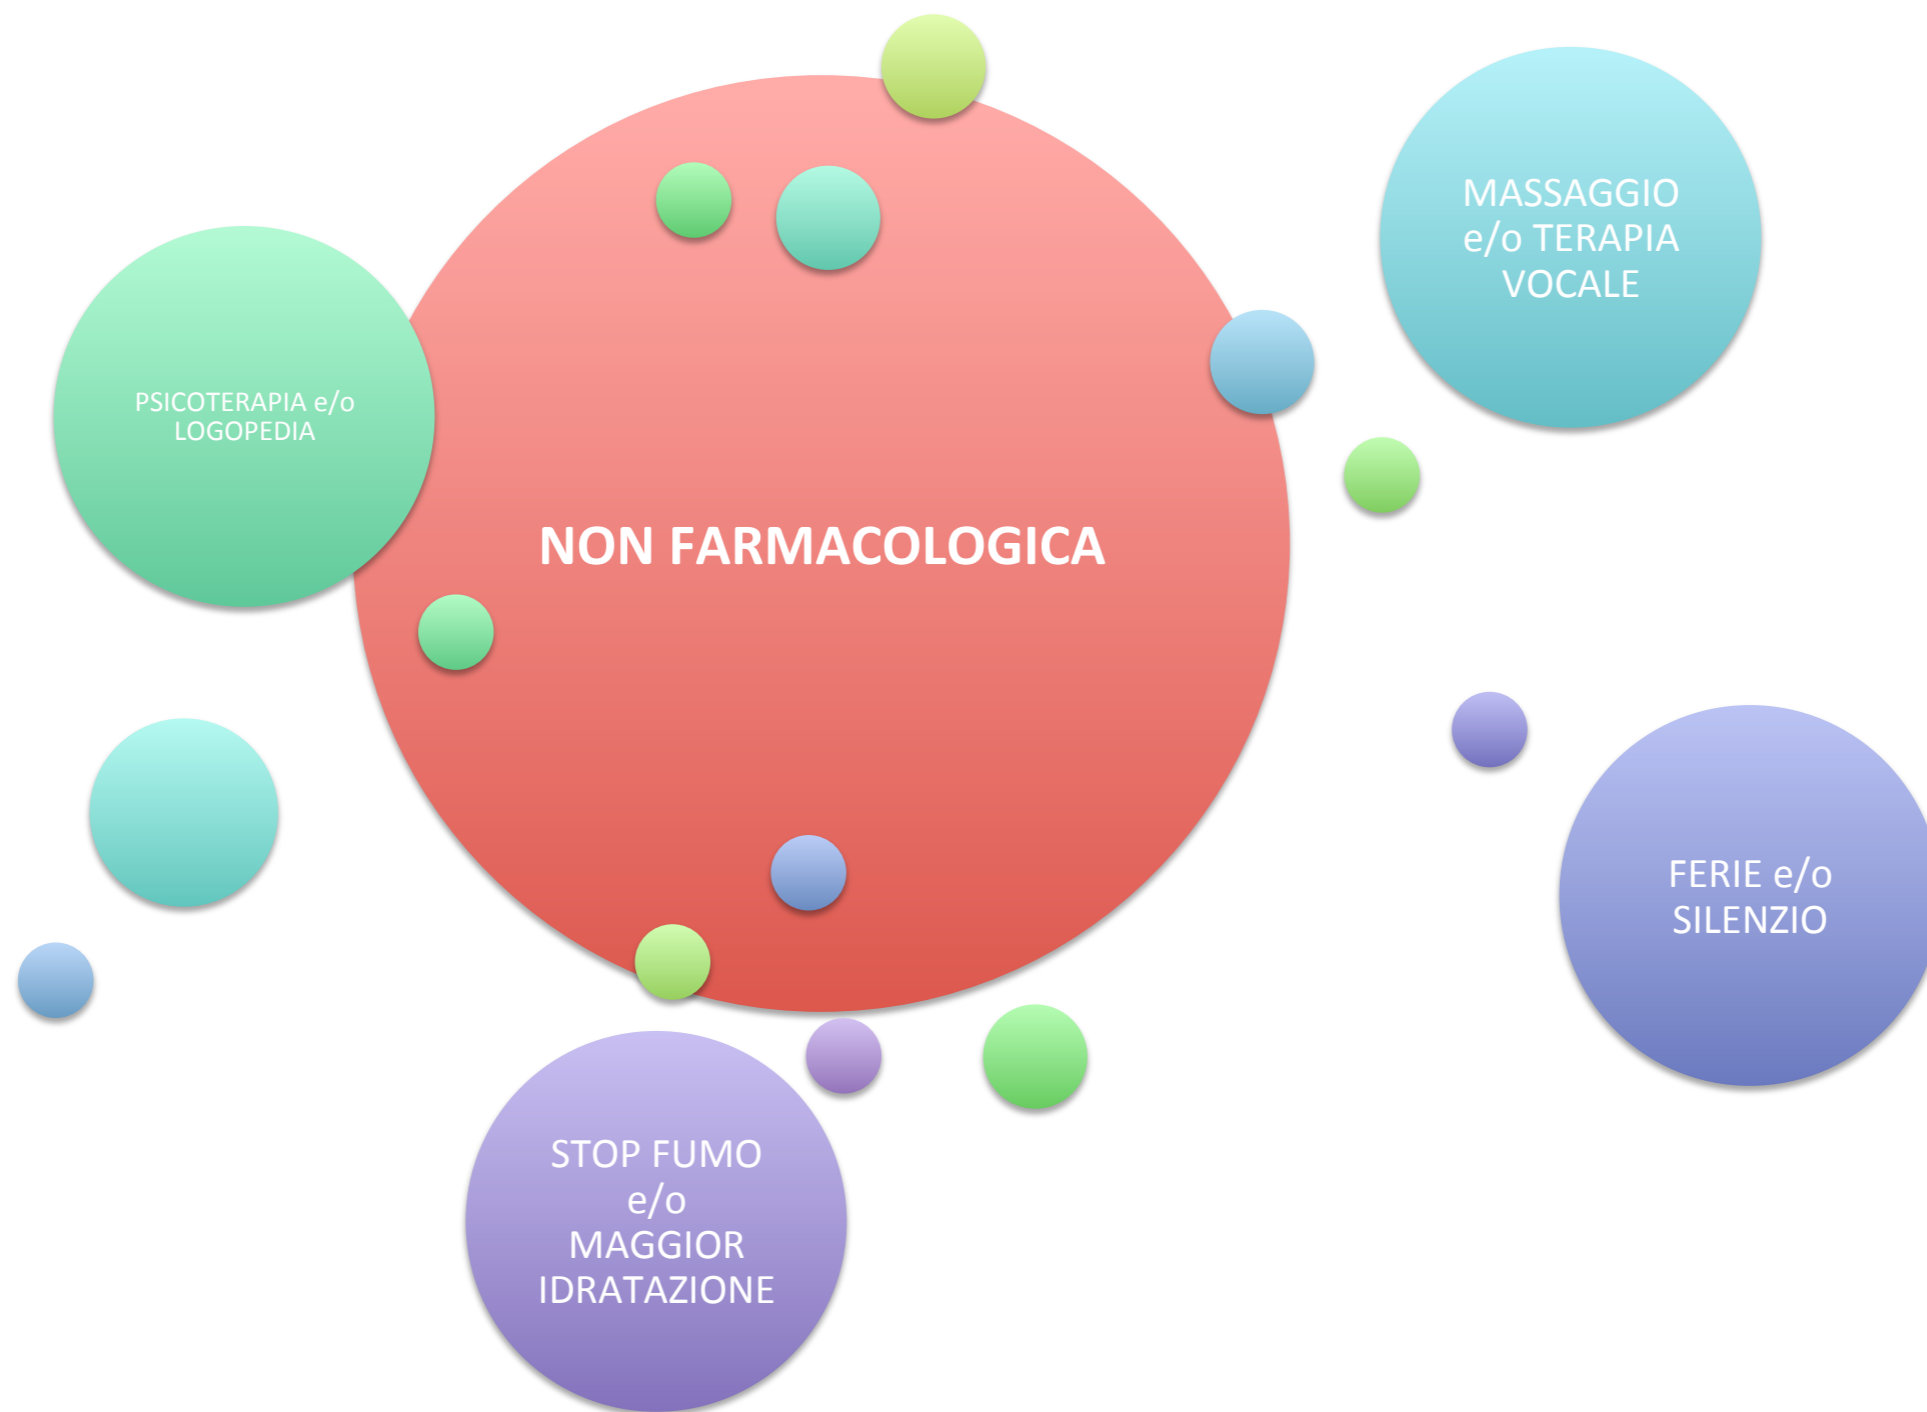 MASSAGGIO
e/o TERAPIA
VOCALE
PSICOTERAPIA e/o
LOGOPEDIA
NON FARMACOLOGICA
FERIE e/o
SILENZIO
STOP FUMO
e/o
MAGGIOR
IDRATAZIONE